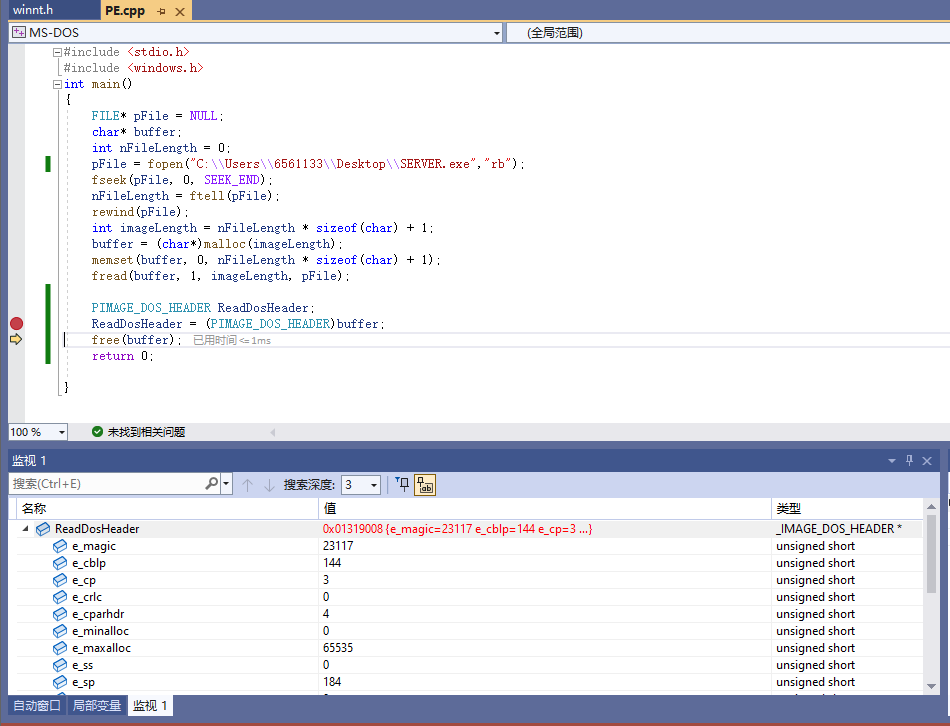 winnt.h PE.cpp
MS-DOS (全局范围)
#include <stdio.h>
#include <windows.h>
int main()
{
FILE* pFile = NULL;
char* buffer;
int nFileLength = 0;
pFile = fopen("C:\\Users\\6561133\\Desktop\\SERVER.exe","rb");
fseek(pFile, 0, SEEK_END);
nFileLength = ftell(pFile);
rewind(pFile);
int imageLength = nFileLength * sizeof(char) + 1;
buffer = (char*)malloc(imageLength);
memset(buffer, 0, nFileLength * sizeof(char) + 1);
fread(buffer, 1, imageLength, pFile);
PIMAGE_DOS_HEADER ReadDosHeader;
ReadDosHeader = (PIMAGE_DOS_HEADER)buffer;
free(buffer); 已用时间<=1ms
return 0;
}
100 % 未找到相关问题
监视 1
搜索(Ctrl+E) 搜索深度: 3
名称 值 类型
ReadDosHeader 0x01319008 {e_magic=23117 e_cblp=144 e_cp=3 ...} _IMAGE_DOS_HEADER *
e_magic 23117 unsigned short
e_cblp 144 unsigned short
e_cp 3 unsigned short
e_crlc 0 unsigned short
e_cparhdr 4 unsigned short
e_minalloc 0 unsigned short
e_maxalloc 65535 unsigned short
e_ss 0 unsigned short
e_sp 184 unsigned short
自动窗口 局部变量 监视 1